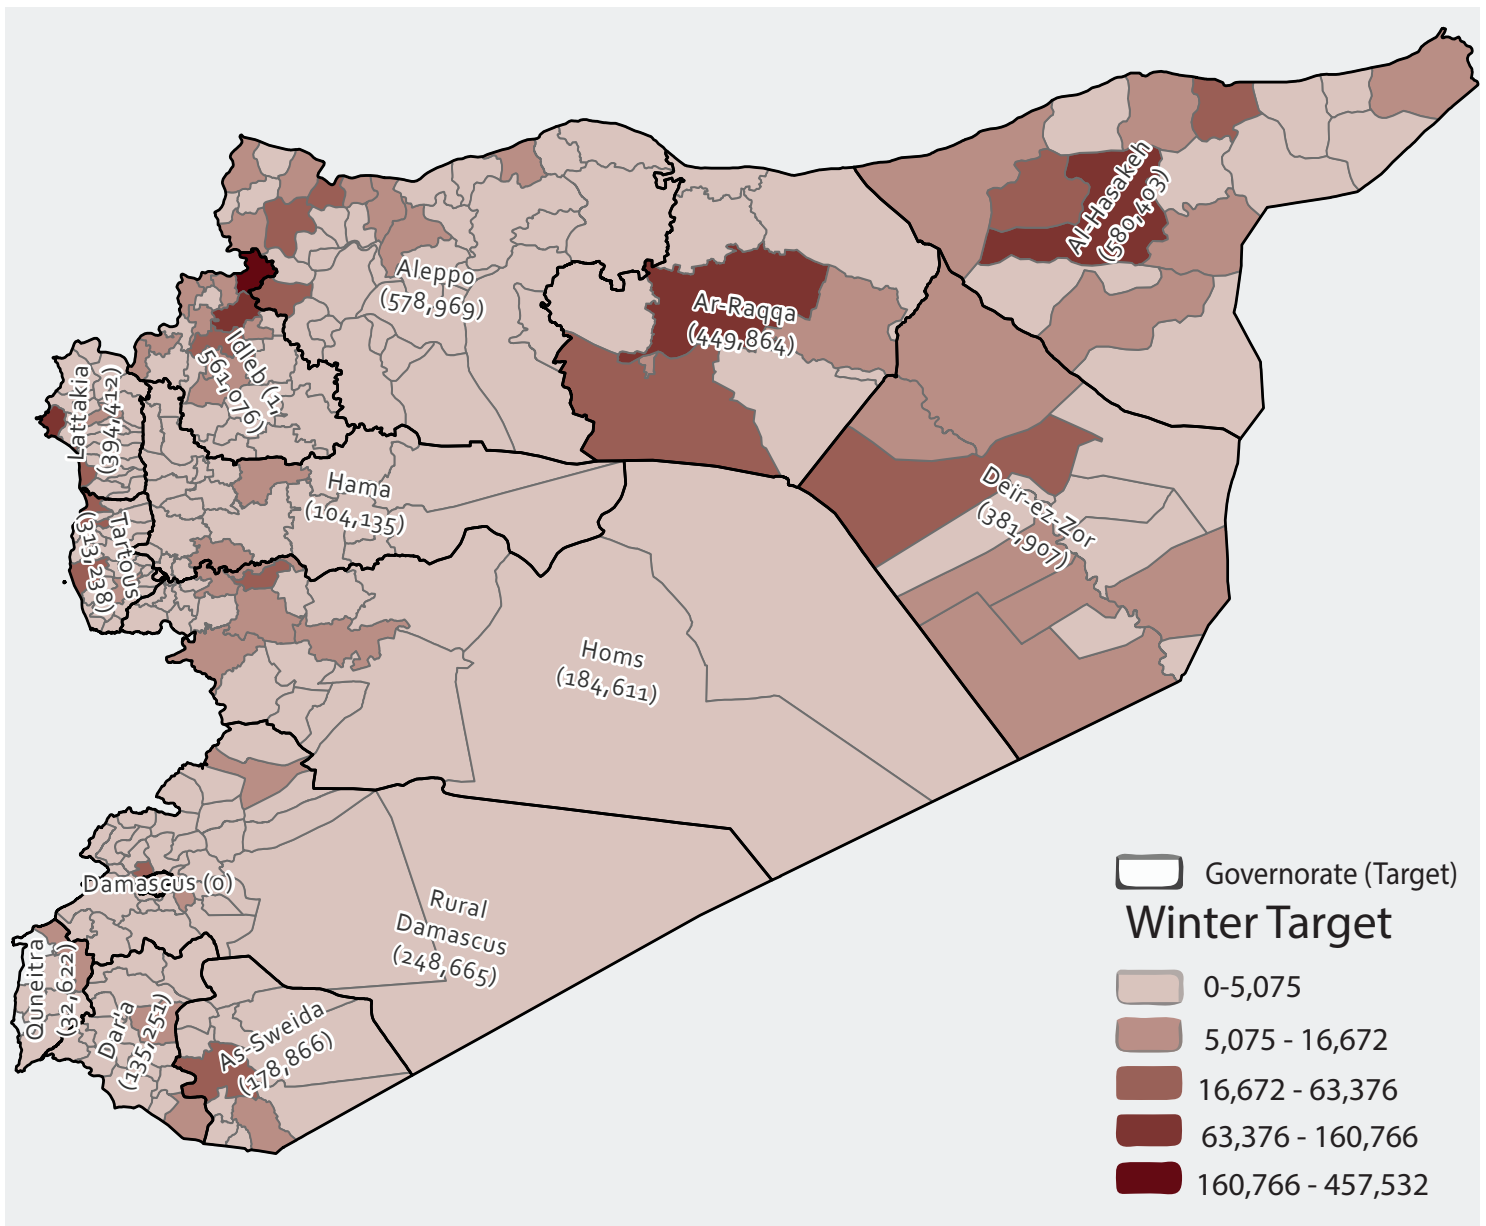 Aleppo
(578,969)
Al-Hasakeh
(580,403)
Ar-Raqqa
(449,864)
Idleb (1,
561,076)
Lattakia
(394,412)
Hama
(104,135)
Deir-ez-Zor
(381,907)
Tartous
(313,238)
Homs
(184,611)
Damascus (0)
Rural
Damascus
(248,665)
Quneitra
(32,622)
Dar'a
(135,251)
As-Sweida
(178,866)
Governorate (Target)
Winter Target
0-5,075
5,075 - 16,672
16,672 - 63,376
63,376 - 160,766
160,766 - 457,532